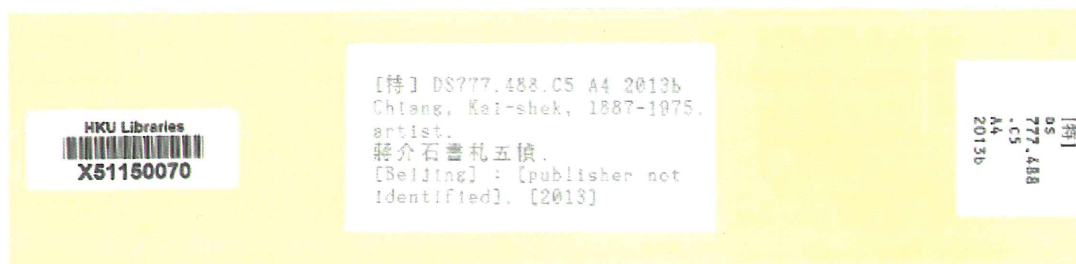 HKU Libraries
X51150070
[特] DS777.488.C5 A4 2013b
Chiang, Kai-shek, 1887-1975,
artist.
蔣介石書札五幀.
[Beijing] : [publisher not
identified], [2013]
[特]
DS
777.488
.C5
A4
2013b